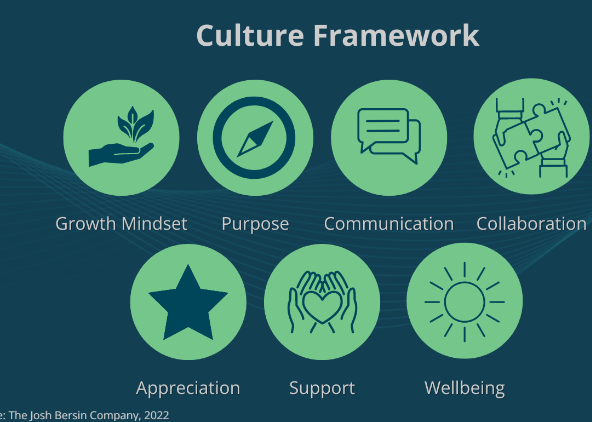 Culture Framework
Growth Mindset Purpose Communication Collaboration
Appreciation Support Wellbeing
e: The Josh Bersin Company, 2022